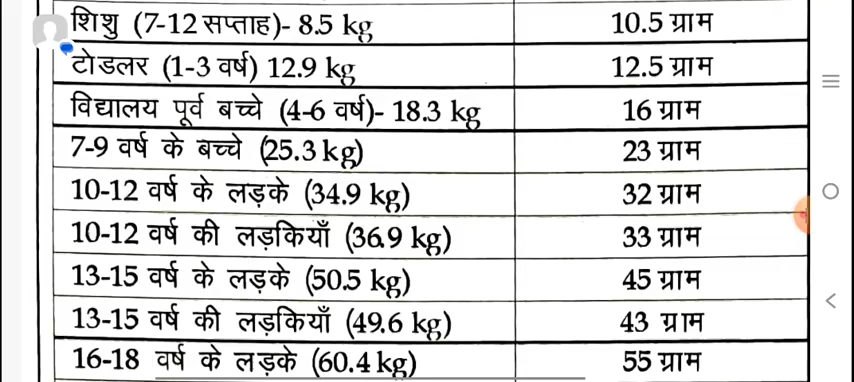 शिशु (7-12 सप्ताह)- 8.5 kg 10.5 ग्राम
टोडलर (1-3 वर्ष) 12.9 kg 12.5 ग्राम
विद्यालय पूर्व बच्चे (4-6 वर्ष)- 18.3 kg 16 ग्राम
7-9 वर्ष के बच्चे (25.3 kg) 23 ग्राम
10-12 वर्ष के लड़के (34.9 kg) 32 ग्राम
10-12 वर्ष की लड़कियाँ (36.9 kg) 33 ग्राम
13-15 वर्ष के लड़के (50.5 kg) 45 ग्राम
13-15 वर्ष की लड़कियाँ (49.6 kg) 43 ग्राम
16-18 वर्ष के लड़के (60.4 kg) 55 ग्राम